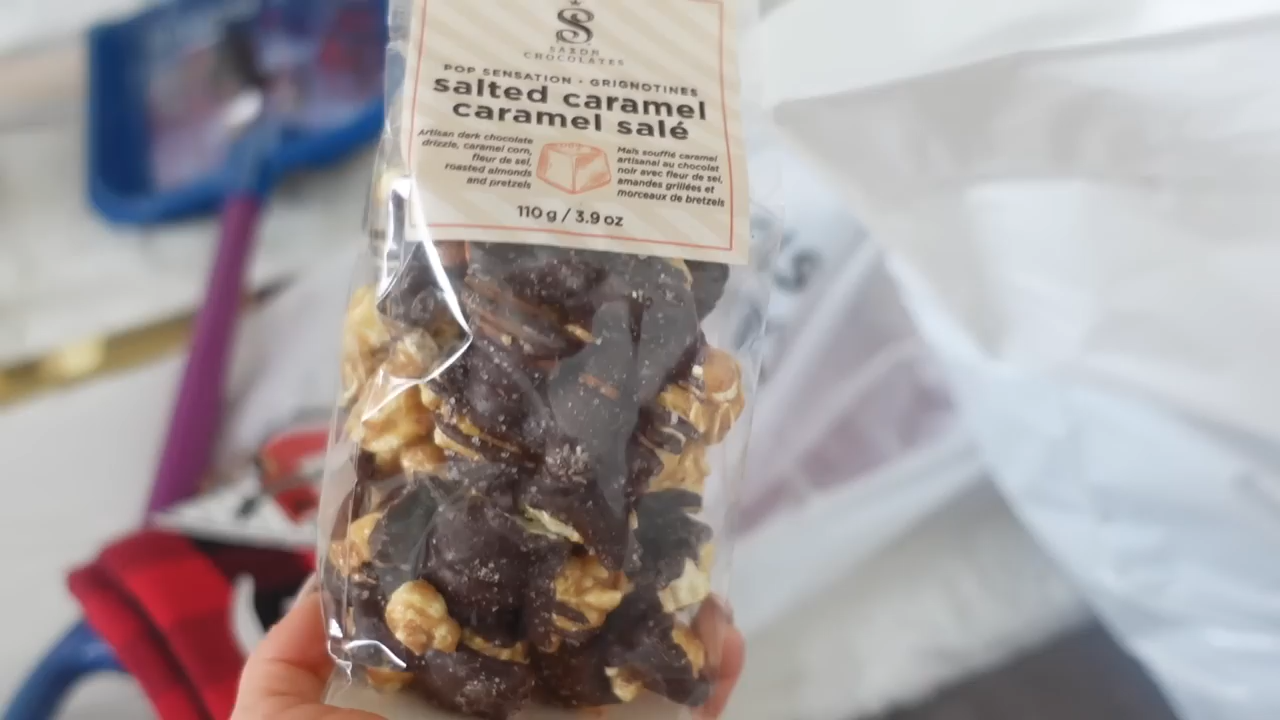 SAXON
CHOCOLATES
POP SENSATION • GRIGNOTINES
salted caramel
caramel salé
Artisan dark chocolate
drizzle, caramel corn,
fleur de sel,
roasted almonds
and pretzels
Maïs soufflé caramel
artisanal au chocolat
noir avec fleur de sel,
amandes grillées et
morceaux de bretzels
110 g / 3.9 oz